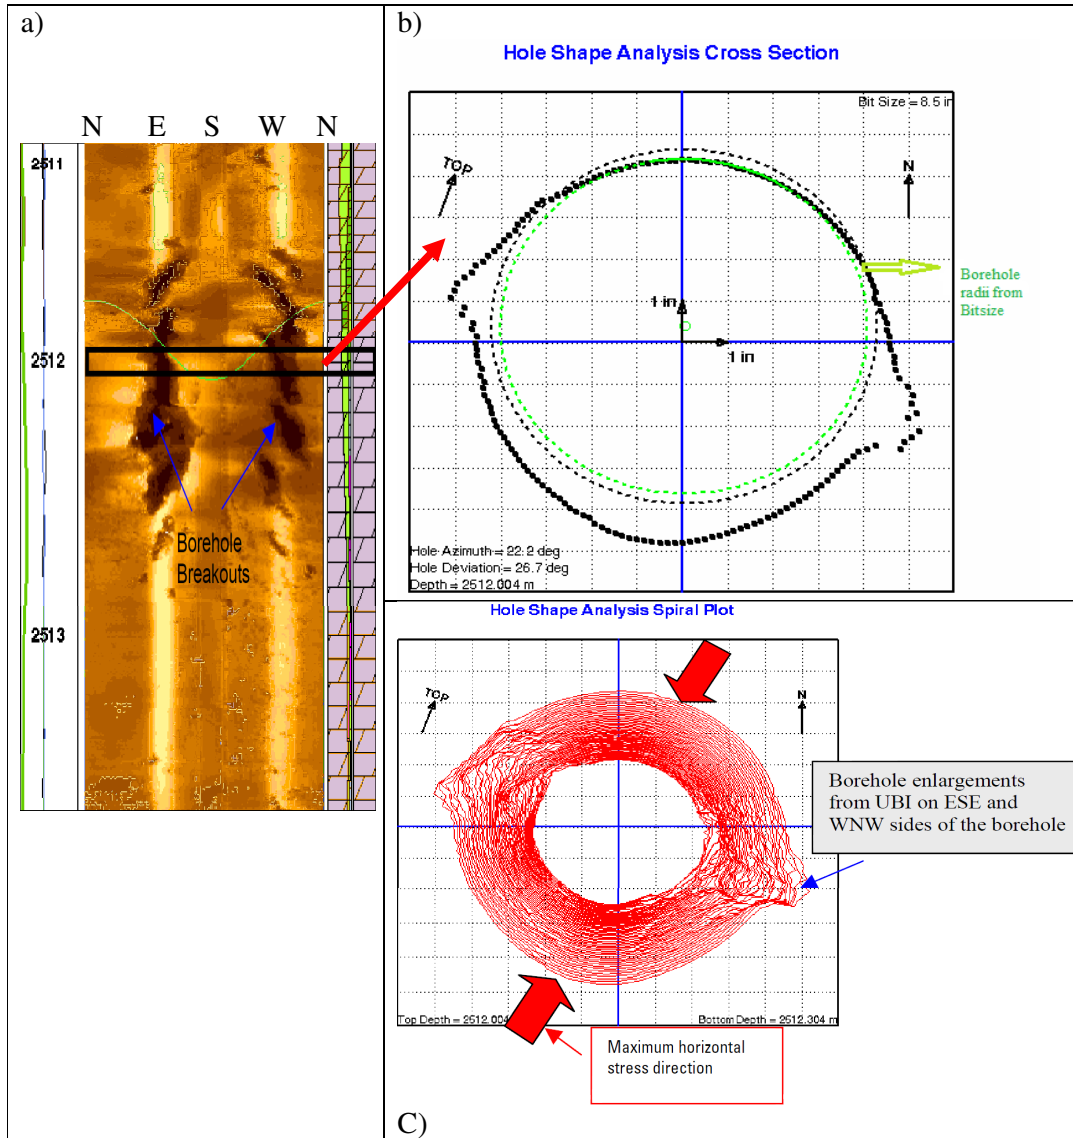 a)
N E S W N
2511
2512
2513
Borehole
Breakouts
b)
Hole Shape Analysis Cross Section
Bit Size = 8.5 in
TOP
N
Borehole
radii from
Bitsize
1 in
1 in
Hole Azimuth = 22.2 deg
Hole Deviation = 26.7 deg
Depth = 2512.004 m
Hole Shape Analysis Spiral Plot
TOP
N
Borehole enlargements
from UBI on ESE and
WNW sides of the borehole
Top Depth = 2512.004
Bottom Depth = 2512.304 m
Maximum horizontal
stress direction
C)